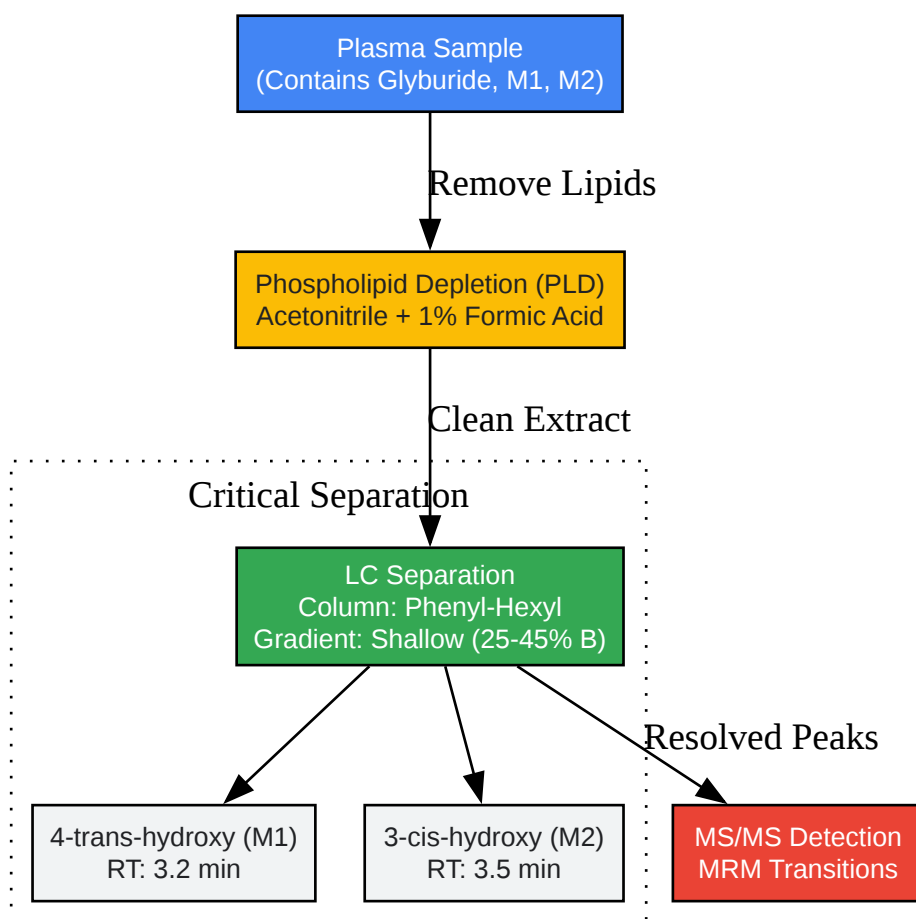 Plasma Sample
(Contains Glyburide, M1, M2)
Remove Lipids
Phospholipid Depletion (PLD)
Acetonitrile + 1% Formic Acid
Clean Extract
Critical Separation
LC Separation
Column: Phenyl-Hexyl
Gradient: Shallow (25-45% B)
Resolved Peaks
4-trans-hydroxy (M1)
RT: 3.2 min
3-cis-hydroxy (M2)
RT: 3.5 min
MS/MS Detection
MRM Transitions